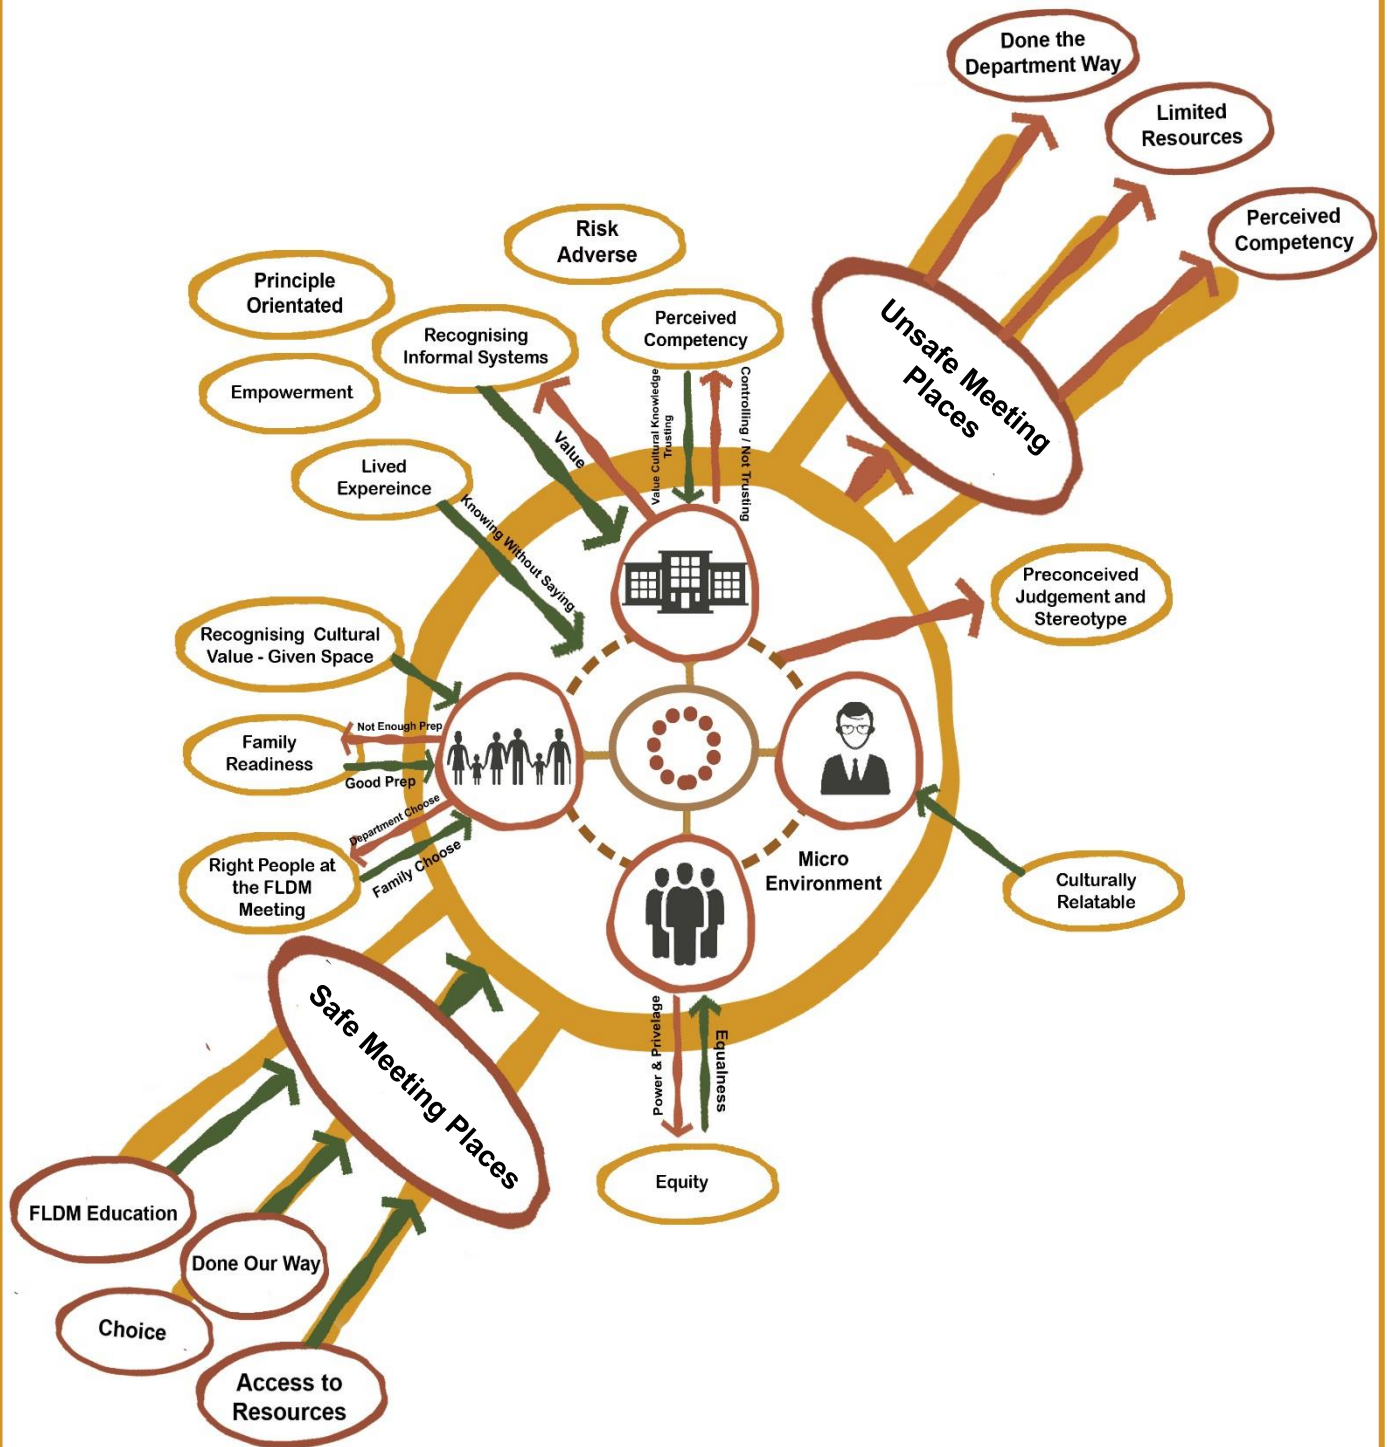 Done the
Department Way
Limited
Resources
Perceived
Competency
Unsafe Meeting
Places
Risk
Adverse
Principle
Orientated
Recognising
Informal Systems
Perceived
Competency
Empowerment
Value
Value Cultural Knowledge
Trusting
Controlling / Not Trusting
Lived
Expereince
Knowing Without Saying
Preconceived
Judgement and
Stereotype
Recognising Cultural
Value - Given Space
Family
Readiness
Not Enough Prep
Good Prep
Department Choose
Family Choose
Right People at
the FLDM
Meeting
Micro
Environment
Culturally
Relatable
Safe Meeting Places
Power & Privelage
Equalness
Equity
FLDM Education
Done Our Way
Choice
Access to
Resources